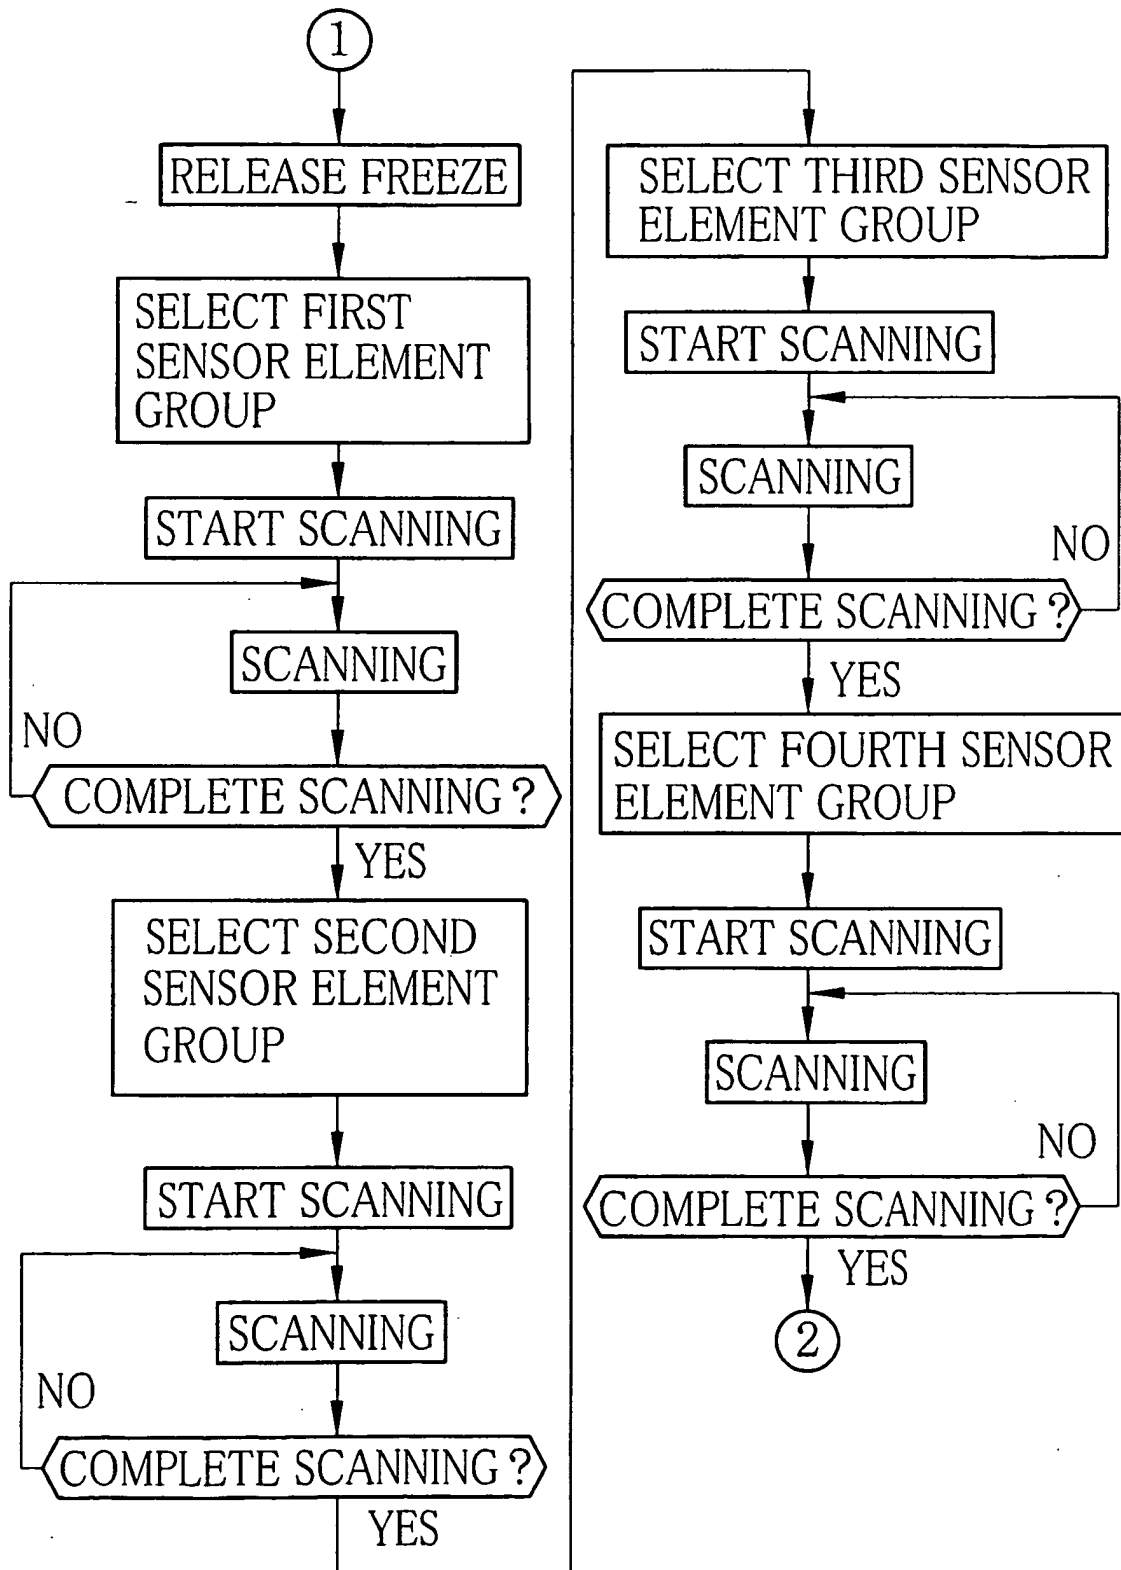 1
RELEASE FREEZE
SELECT FIRST
SENSOR ELEMENT
GROUP
START SCANNING
SCANNING
NO
COMPLETE SCANNING ?
YES
SELECT SECOND
SENSOR ELEMENT
GROUP
START SCANNING
SCANNING
NO
COMPLETE SCANNING ?
YES
SELECT THIRD SENSOR
ELEMENT GROUP
START SCANNING
SCANNING
NO
COMPLETE SCANNING ?
YES
SELECT FOURTH SENSOR
ELEMENT GROUP
START SCANNING
SCANNING
NO
COMPLETE SCANNING ?
YES
2